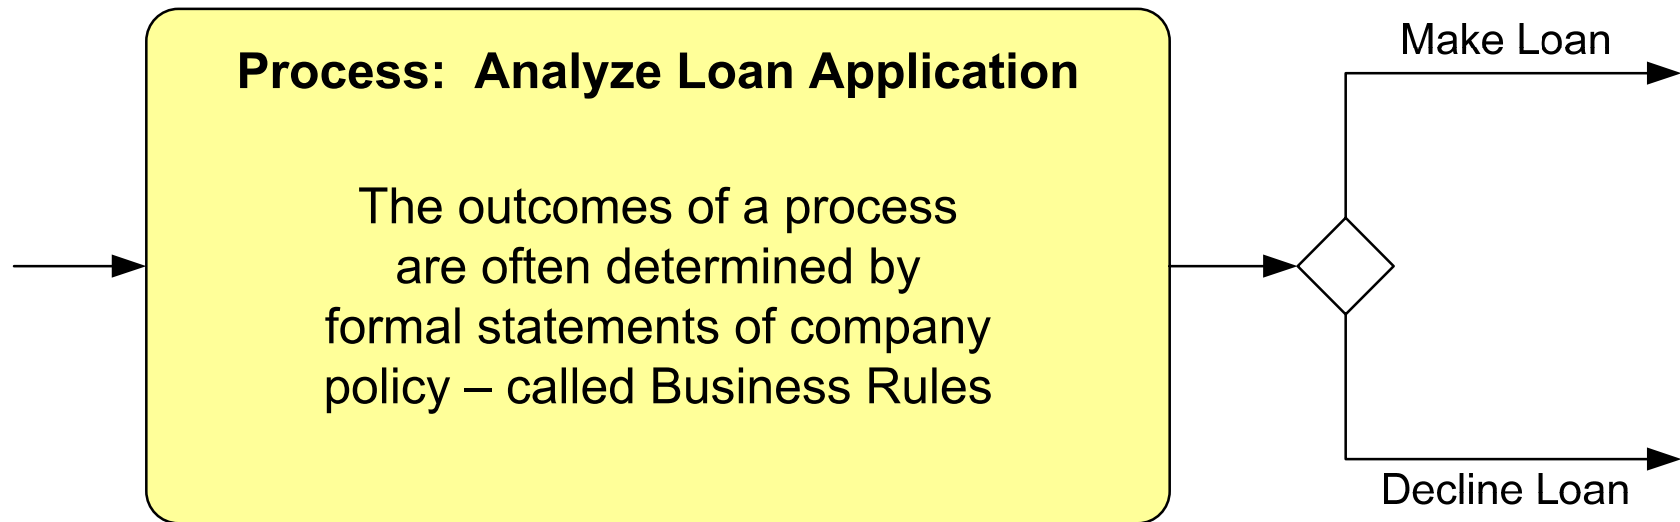 Process: Analyze Loan Application
The outcomes of a process
are often determined by
formal statements of company
policy – called Business Rules
Make Loan
Decline Loan